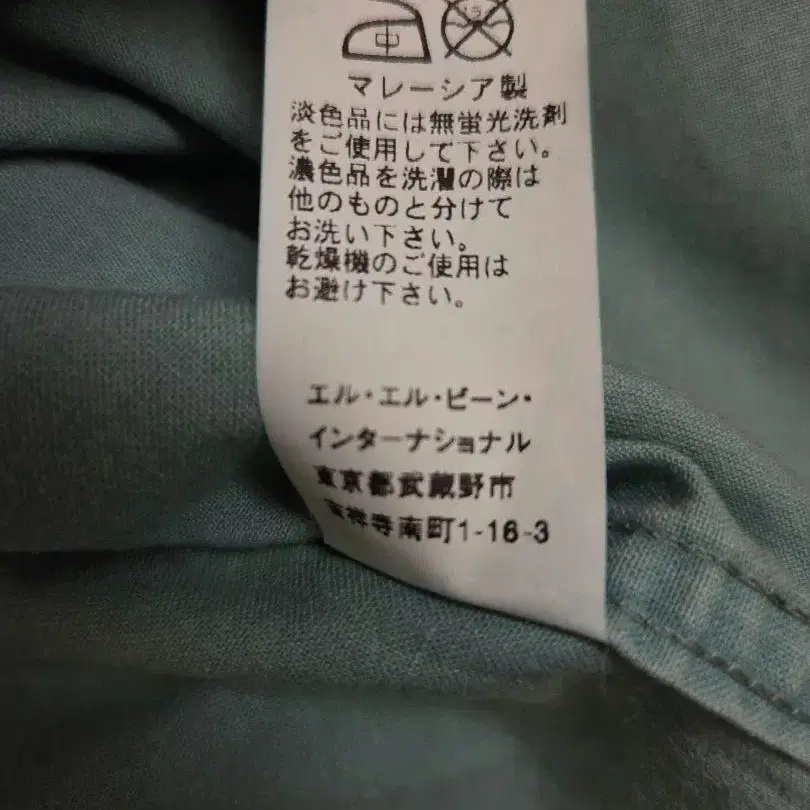 中
マレーシア製
淡色品には無蛍光洗剤
をご使用して下さい。
濃色品を洗濯の際は
他のものと分けて
お洗い下さい。
乾燥機のご使用は
お避け下さい。
エル・エル・ビーン・
インターナショナル
東京都武蔵野市
吉祥寺南町1-16-3